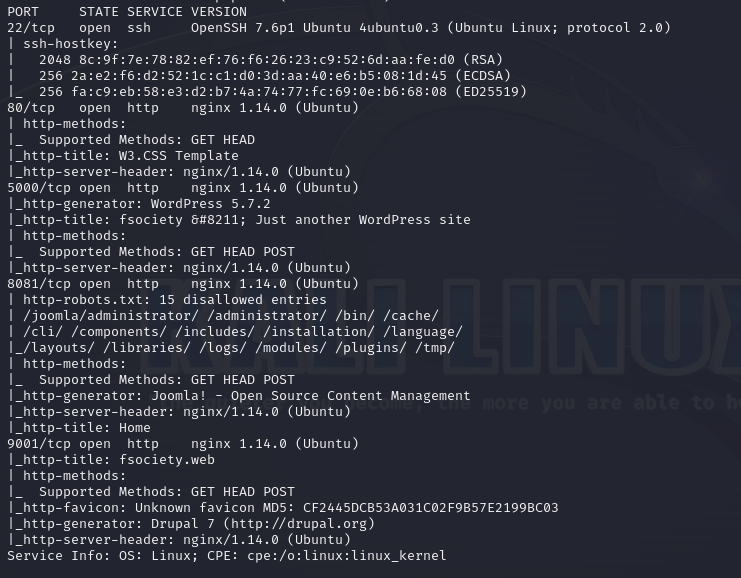 PORT     STATE SERVICE VERSION
22/tcp   open  ssh     OpenSSH 7.6p1 Ubuntu 4ubuntu0.3 (Ubuntu Linux; protocol 2.0)
| ssh-hostkey:
|   2048 8c:9f:7e:78:82:ef:76:f6:26:23:c9:52:6d:aa:fe:d0 (RSA)
|   256 2a:e2:f6:d2:52:1c:c1:d0:3d:aa:40:e6:b5:08:1d:45 (ECDSA)
|_  256 fa:c9:eb:58:e3:d2:b7:4a:74:77:fc:69:0e:b6:68:08 (ED25519)
80/tcp   open  http    nginx 1.14.0 (Ubuntu)
| http-methods:
|_  Supported Methods: GET HEAD
|_http-title: W3.CSS Template
|_http-server-header: nginx/1.14.0 (Ubuntu)
5000/tcp open  http    nginx 1.14.0 (Ubuntu)
|_http-generator: WordPress 5.7.2
|_http-title: fsociety &#8211; Just another WordPress site
| http-methods:
|_  Supported Methods: GET HEAD POST
|_http-server-header: nginx/1.14.0 (Ubuntu)
8081/tcp open  http    nginx 1.14.0 (Ubuntu)
| http-robots.txt: 15 disallowed entries
| /joomla/administrator/ /administrator/ /bin/ /cache/
| /cli/ /components/ /includes/ /installation/ /language/
|_/layouts/ /libraries/ /logs/ /modules/ /plugins/ /tmp/
| http-methods:
|_  Supported Methods: GET HEAD POST
|_http-generator: Joomla! - Open Source Content Management
|_http-server-header: nginx/1.14.0 (Ubuntu)
|_http-title: Home
9001/tcp open  http    nginx 1.14.0 (Ubuntu)
|_http-title: fsociety.web
| http-methods:
|_  Supported Methods: GET HEAD POST
|_http-favicon: Unknown favicon MD5: CF2445DCB53A031C02F9B57E2199BC03
|_http-generator: Drupal 7 (http://drupal.org)
|_http-server-header: nginx/1.14.0 (Ubuntu)
Service Info: OS: Linux; CPE: cpe:/o:linux:linux_kernel
KALI LINUX
become, the more you are able to